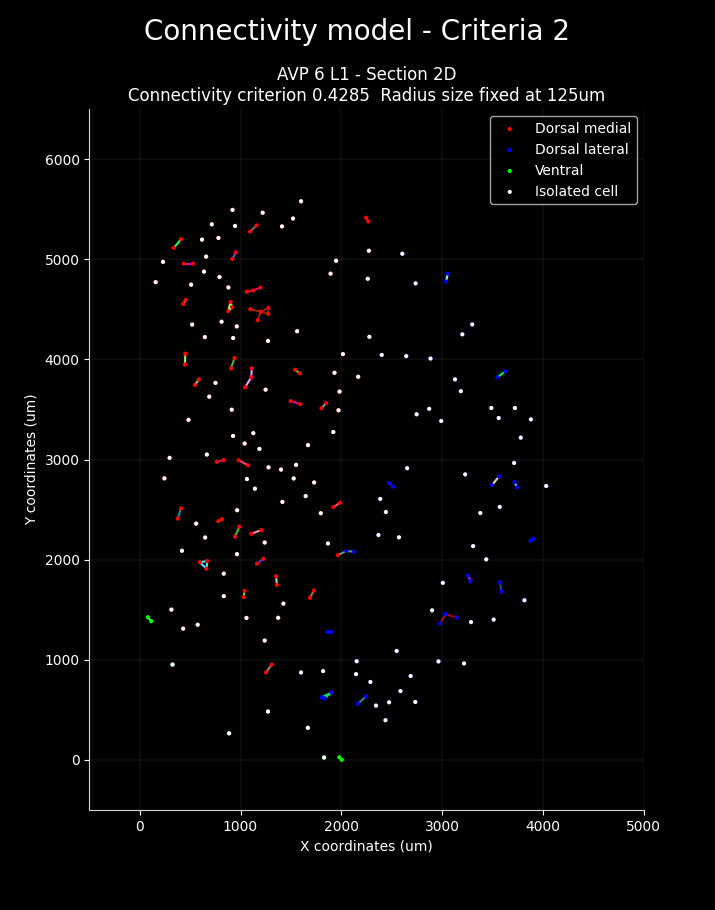 Connectivity model - Criteria 2
AVP 6 L1 - Section 2D
Connectivity criterion 0.4285  Radius size fixed at 125um
Dorsal medial
Dorsal lateral
Ventral
Isolated cell
6000
5000
4000
3000
2000
1000
0
Y coordinates (um)
0 1000 2000 3000 4000 5000
X coordinates (um)